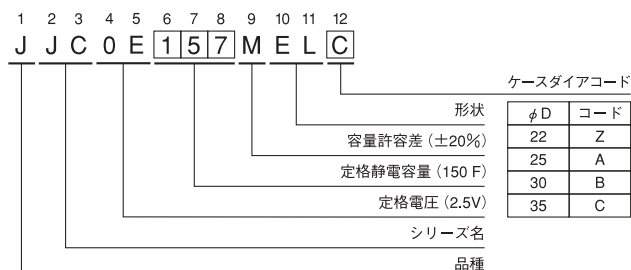 1 2 3 4 5 6 7 8 9 10 11 12
J J C 0 E 1 5 7 M E L C
ケースダイアコード
φD コード
22 Z
25 A
30 B
35 C
形状
容量許容差(±20%)
定格静電容量(150 F)
定格電圧(2.5V)
シリーズ名
品種